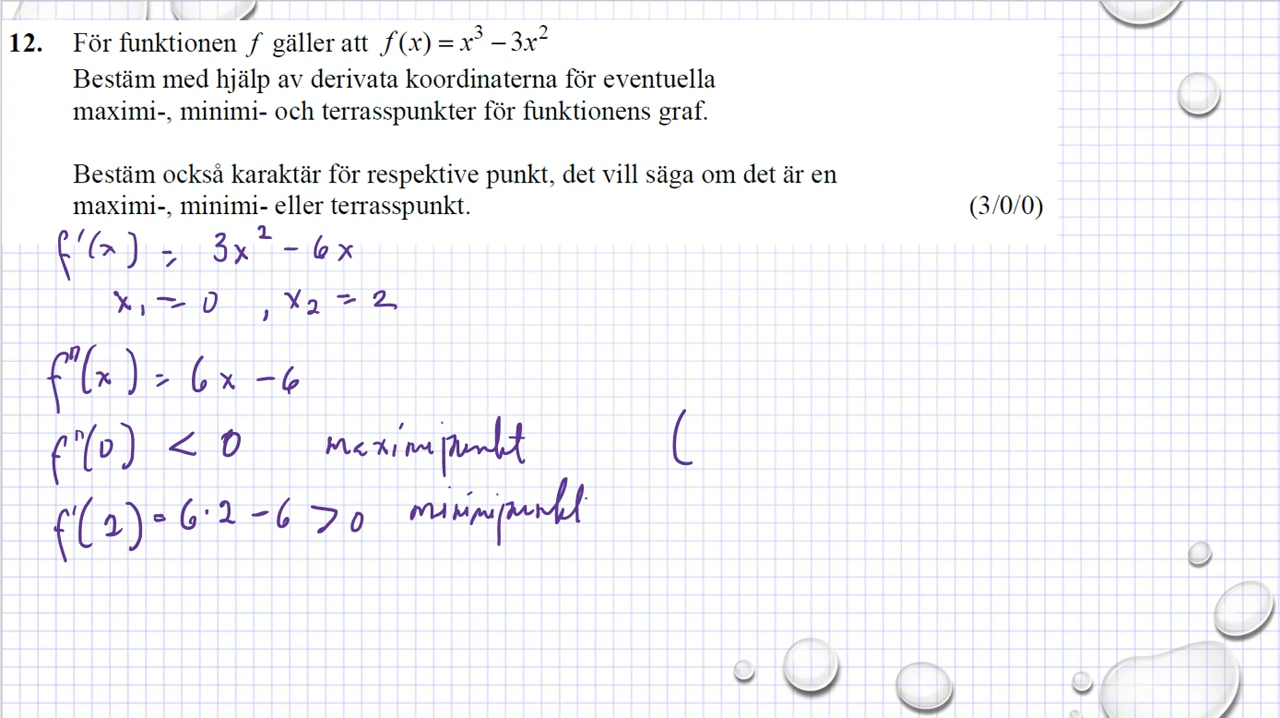 12. För funktionen f gäller att f(x) = x³ − 3x²
Bestäm med hjälp av derivata koordinaterna för eventuella
maximi-, minimi- och terrasspunkter för funktionens graf.
Bestäm också karaktär för respektive punkt, det vill säga om det är en
maximi-, minimi- eller terrasspunkt. (3/0/0)
f'(x) = 3x² − 6x
x₁ = 0 , x₂ = 2
f"(x) = 6x − 6
f"(0) < 0 maximipunkt (
f'(2) = 6·2 − 6 > 0 minimipunkt